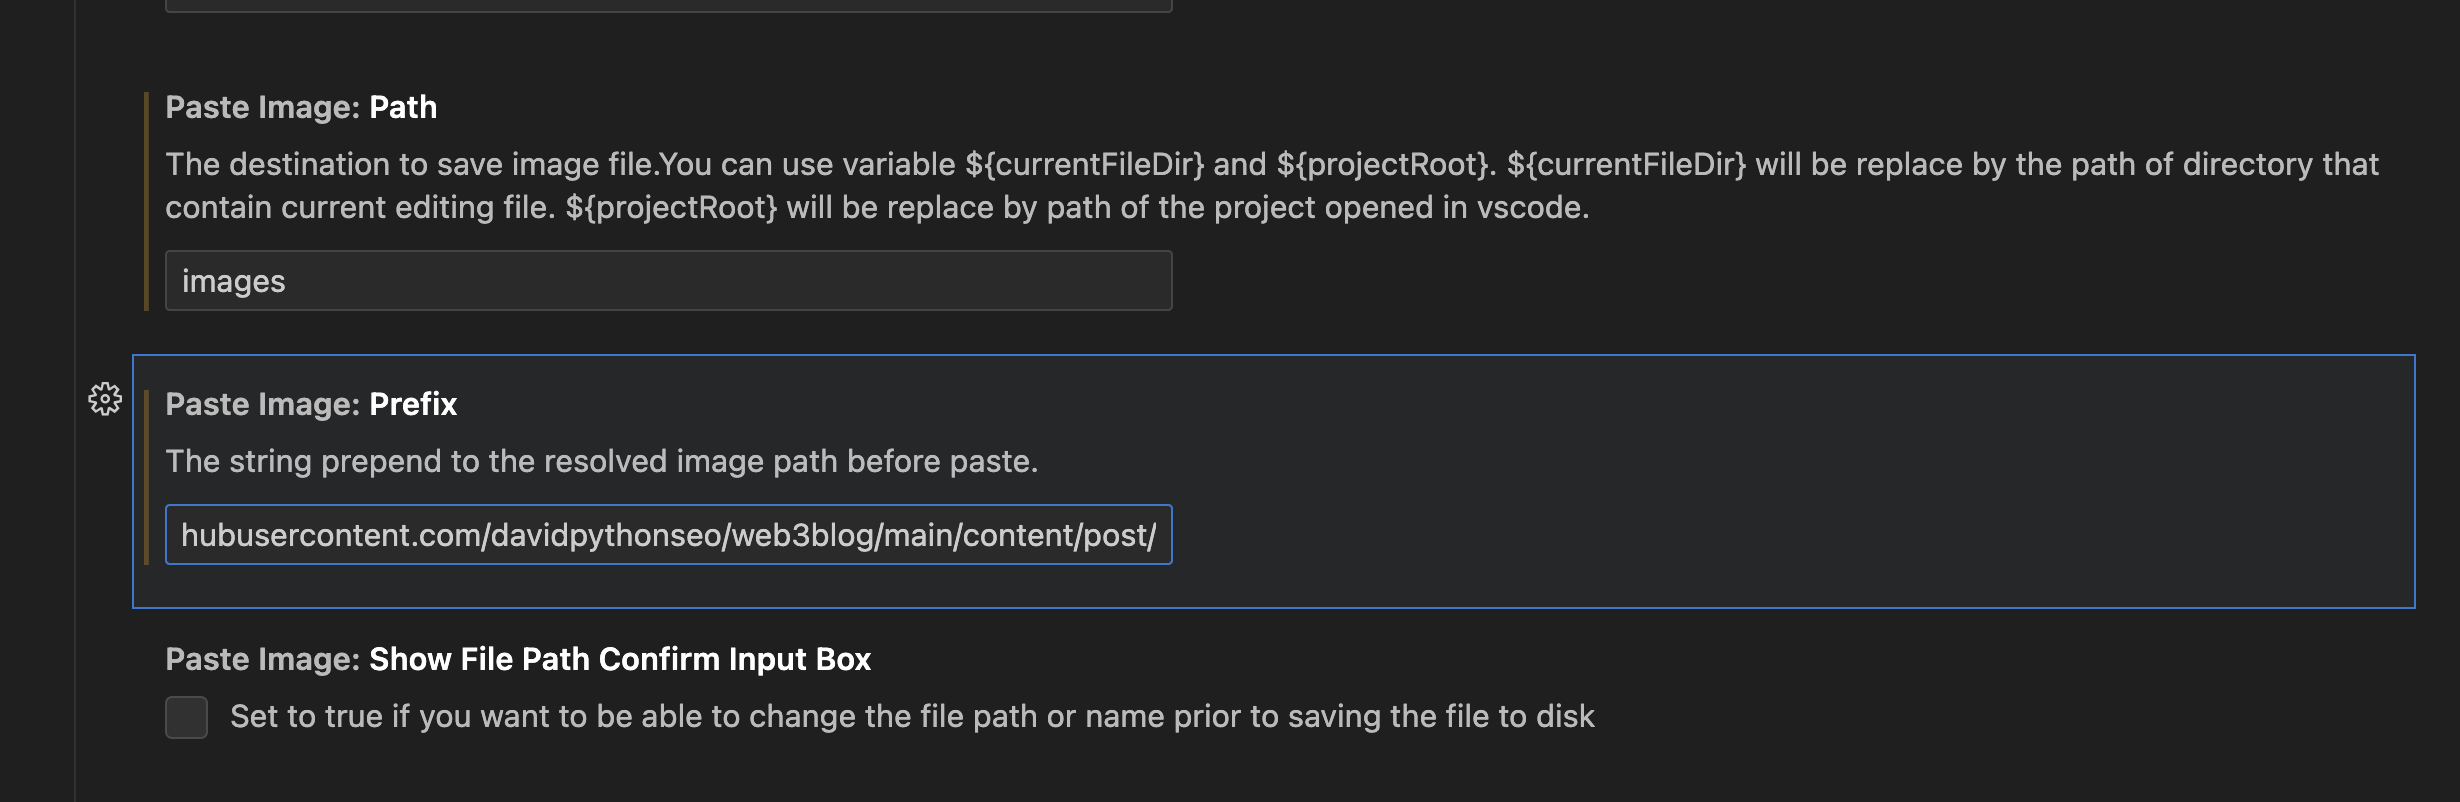 Paste Image: Path
The destination to save image file.You can use variable ${currentFileDir} and ${projectRoot}. ${currentFileDir} will be replace by the path of directory that
contain current editing file. ${projectRoot} will be replace by path of the project opened in vscode.
images
Paste Image: Prefix
The string prepend to the resolved image path before paste.
hubusercontent.com/davidpythonseo/web3blog/main/content/post/
Paste Image: Show File Path Confirm Input Box
Set to true if you want to be able to change the file path or name prior to saving the file to disk